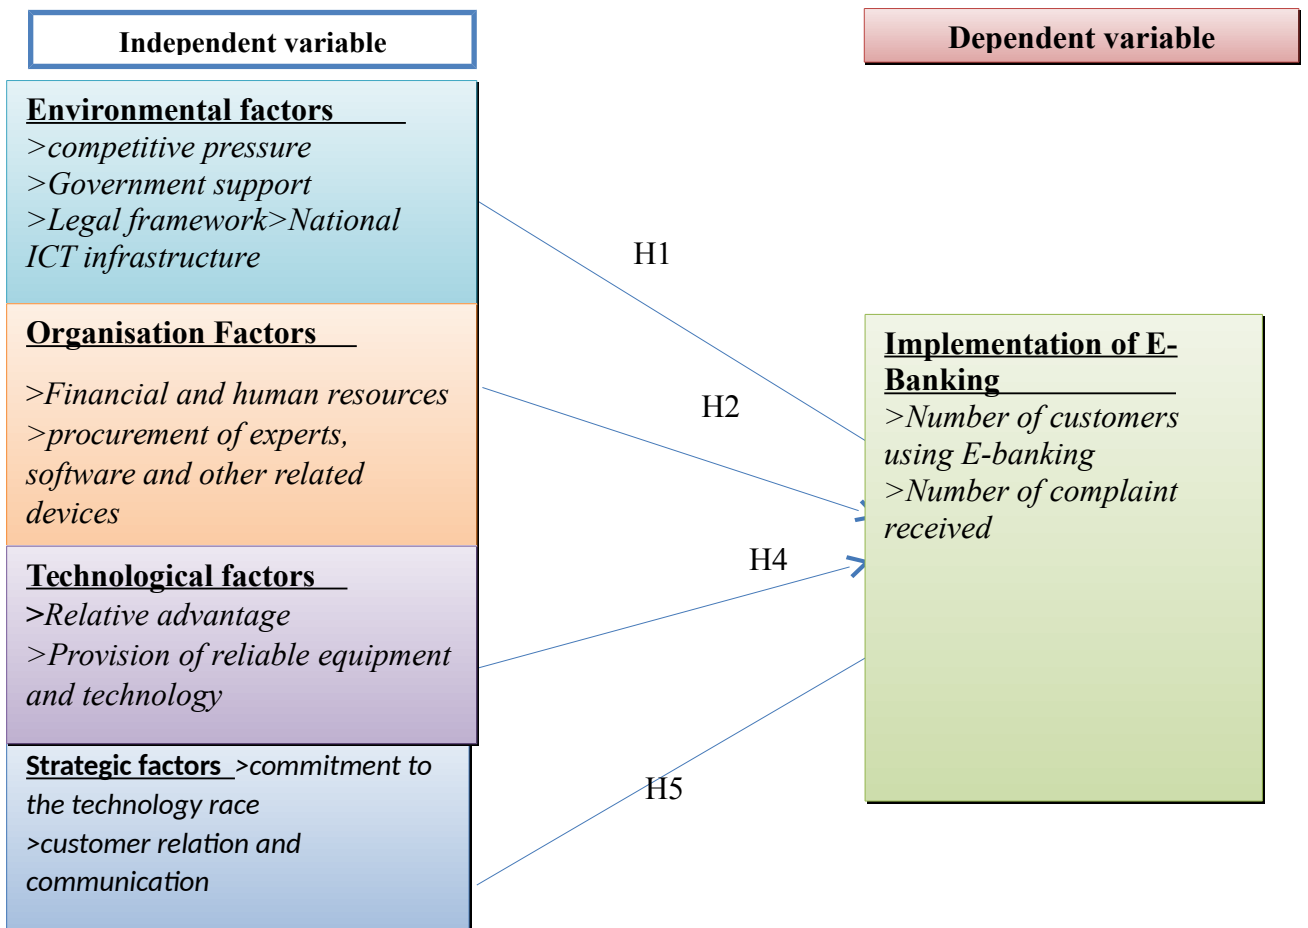 Independent variable
Dependent variable
Environmental factors
>competitive pressure
>Government support
>Legal framework>National
ICT infrastructure
H1
Organisation Factors
>Financial and human resources
>procurement of experts,
software and other related
devices
H2
Implementation of E-
Banking
>Number of customers
using E-banking
>Number of complaint
received
Technological factors
>Relative advantage
>Provision of reliable equipment
and technology
H4
Strategic factors >commitment to
the technology race
>customer relation and
communication
H5